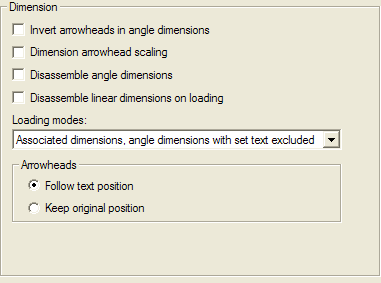 Dimension
Invert arrowheads in angle dimensions
Dimension arrowhead scaling
Disassemble angle dimensions
Disassemble linear dimensions on loading
Loading modes:
Associated dimensions, angle dimensions with set text excluded
Arrowheads
Follow text position
Keep original position